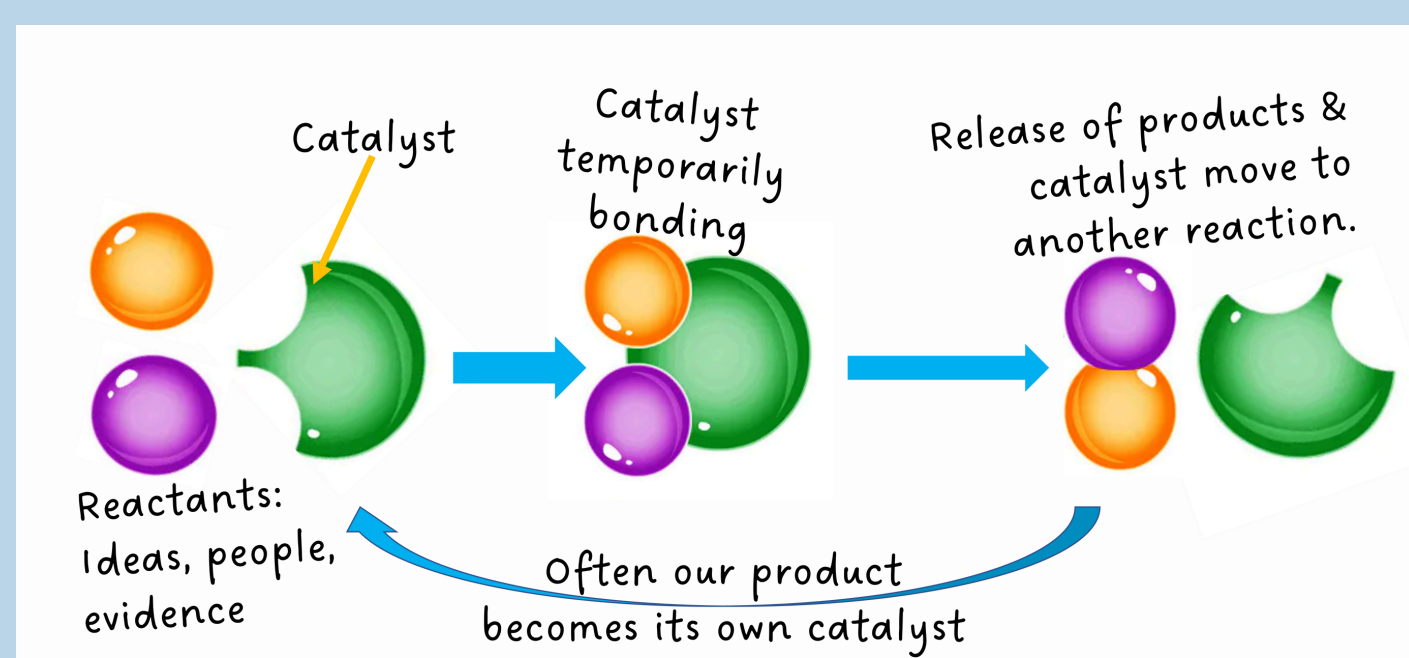 Catalyst
Catalyst
temporarily
bonding
Release of products &
catalyst move to
another reaction.
Reactants:
Ideas, people,
evidence
Often our product
becomes its own catalyst